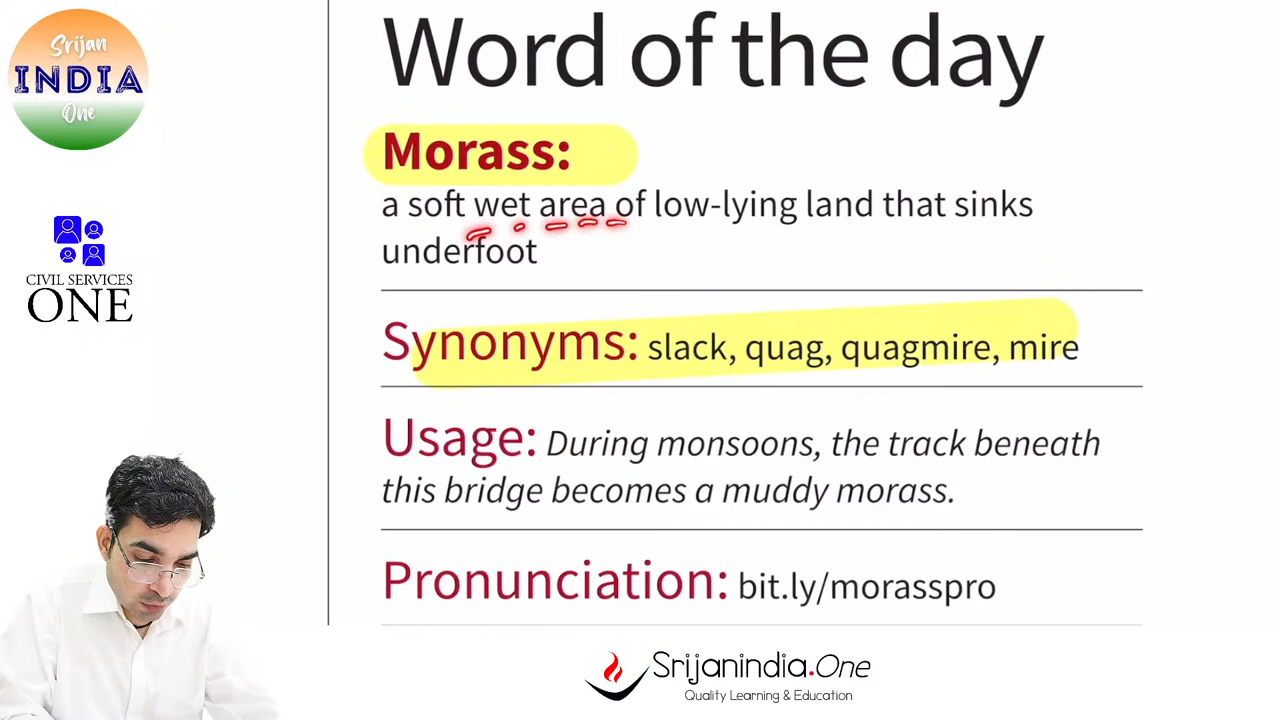 Srijan
INDIA
One
CIVIL SERVICES
ONE
Word of the day
Morass:
a soft wet area of low-lying land that sinks
underfoot
Synonyms: slack, quag, quagmire, mire
Usage: During monsoons, the track beneath
this bridge becomes a muddy morass.
Pronunciation: bit.ly/morasspro
Srijanindia.One
Quality Learning & Education